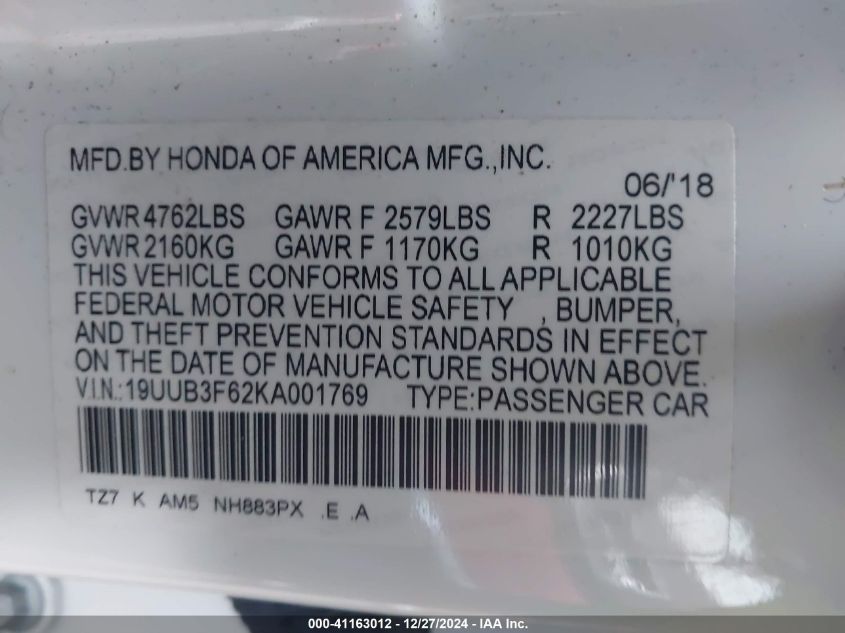 MFD.BY HONDA OF AMERICA MFG.,INC.
06/'18
GVWR 4762LBS GAWR F 2579LBS R 2227LBS
GVWR 2160KG GAWR F 1170KG R 1010KG
THIS VEHICLE CONFORMS TO ALL APPLICABLE
FEDERAL MOTOR VEHICLE SAFETY , BUMPER,
AND THEFT PREVENTION STANDARDS IN EFFECT
ON THE DATE OF MANUFACTURE SHOWN ABOVE.
V.I.N.:19UUB3F62KA001769 TYPE:PASSENGER CAR
TZ7 K AM5 NH883PX .E .A
000-41163012 - 12/27/2024 - IAA Inc.